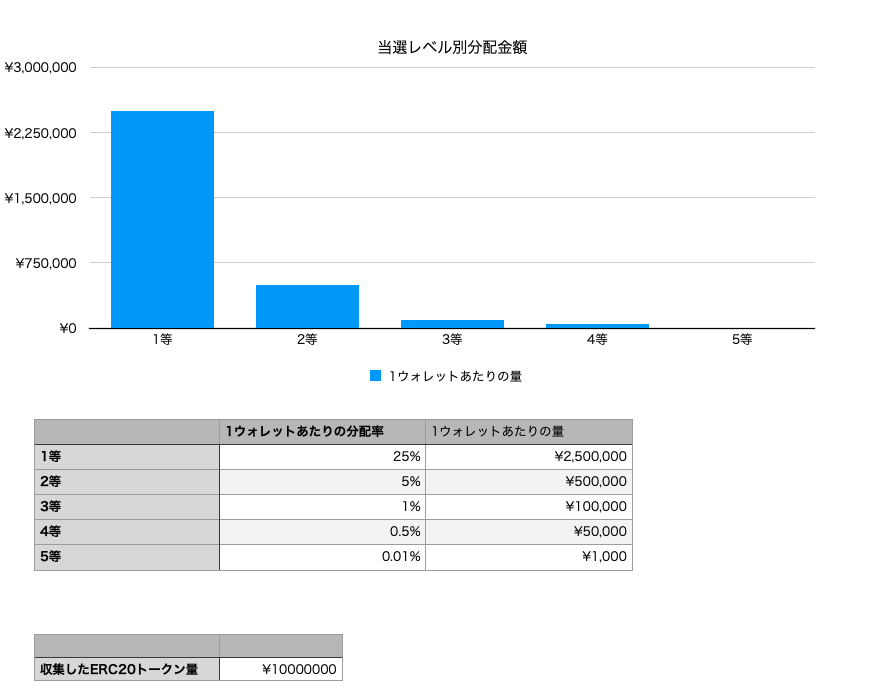 当選レベル別分配金額
¥3,000,000
¥2,250,000
¥1,500,000
¥750,000
¥0
1等 2等 3等 4等 5等
1ウォレットあたりの量
1ウォレットあたりの分配率 1ウォレットあたりの量
1等 25% ¥2,500,000
2等 5% ¥500,000
3等 1% ¥100,000
4等 0.5% ¥50,000
5等 0.01% ¥1,000
収集したERC20トークン量 ¥10000000